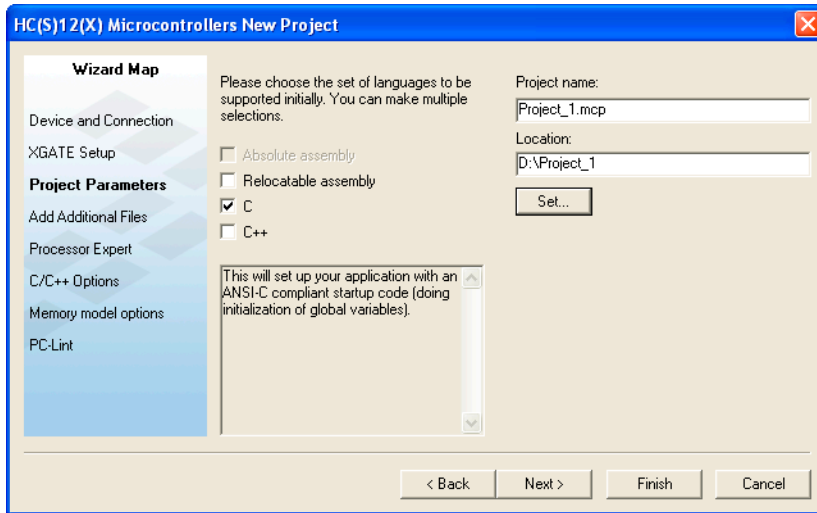 HC(S)12(X) Microcontrollers New Project
Wizard Map
Device and Connection
XGATE Setup
Project Parameters
Add Additional Files
Processor Expert
C/C++ Options
Memory model options
PC-Lint
Please choose the set of languages to be
supported initially. You can make multiple
selections.
Absolute assembly
Relocatable assembly
C
C++
This will set up your application with an
ANSI-C compliant startup code (doing
initialization of global variables).
Project name:
Project_1.mcp
Location:
D:\Project_1
Set...
< Back
Next >
Finish
Cancel